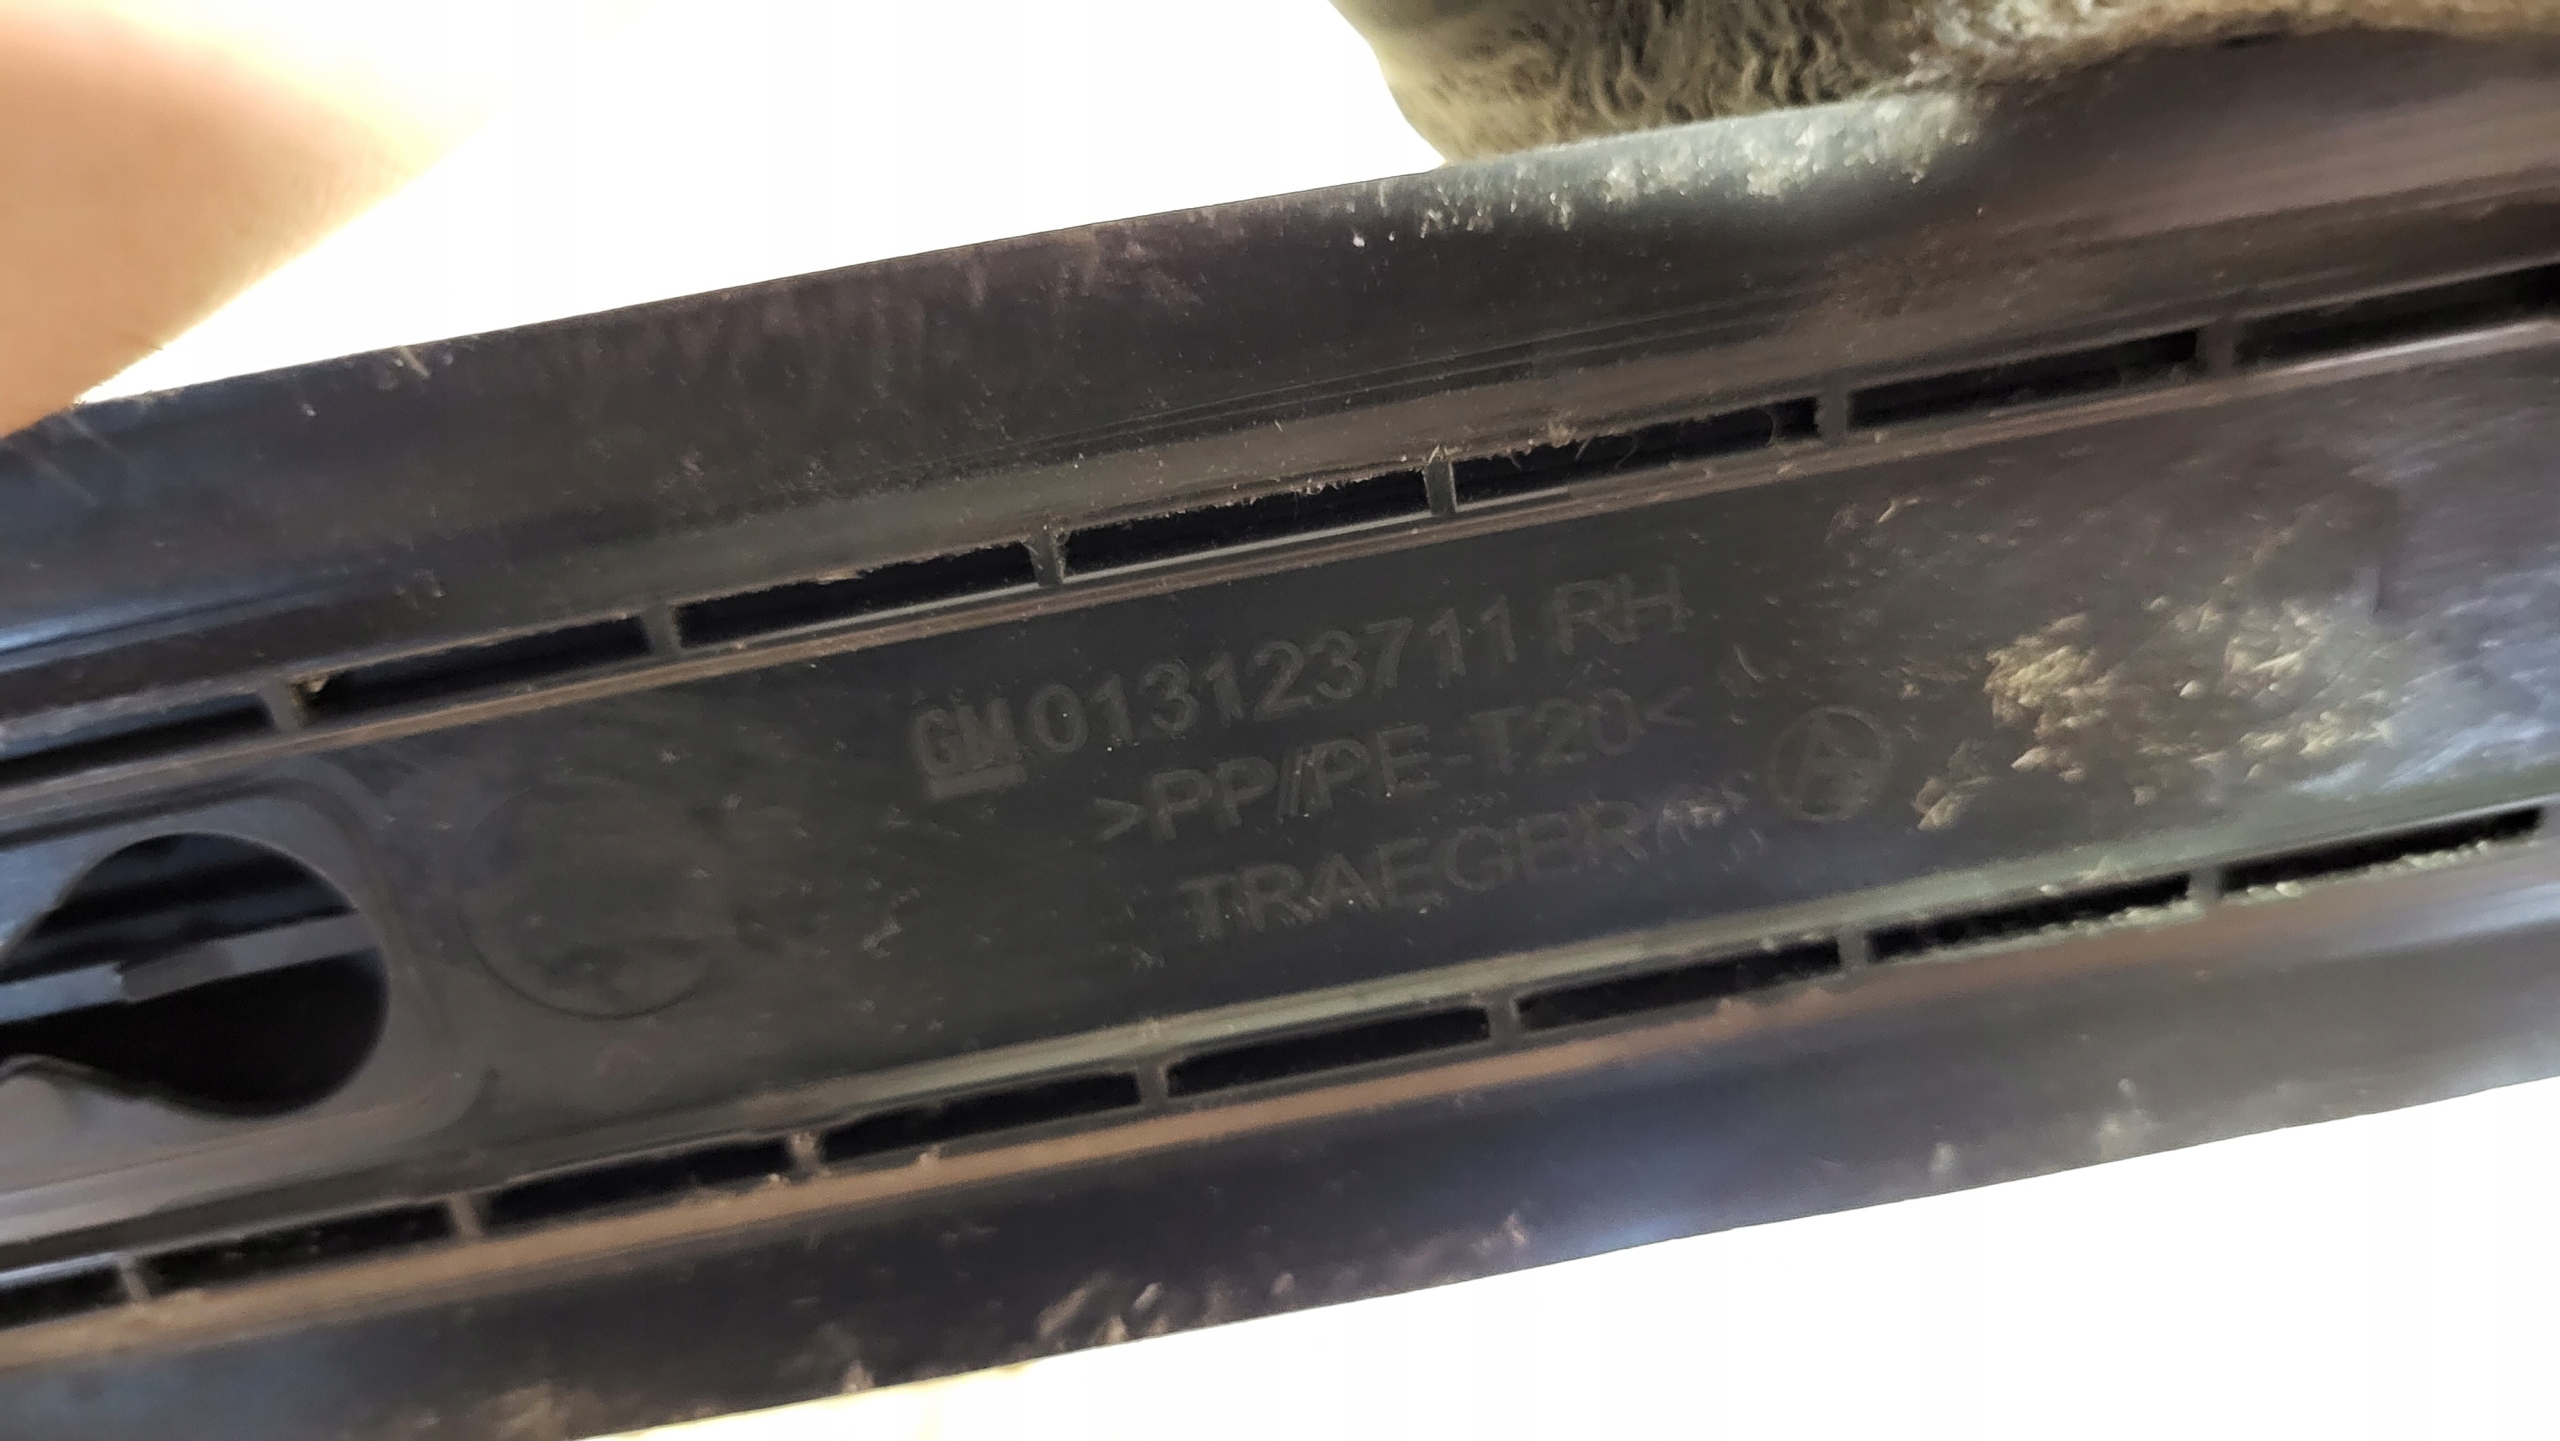 GM 013123711 RH
>PP//PE-T20<
TRAEGER
A